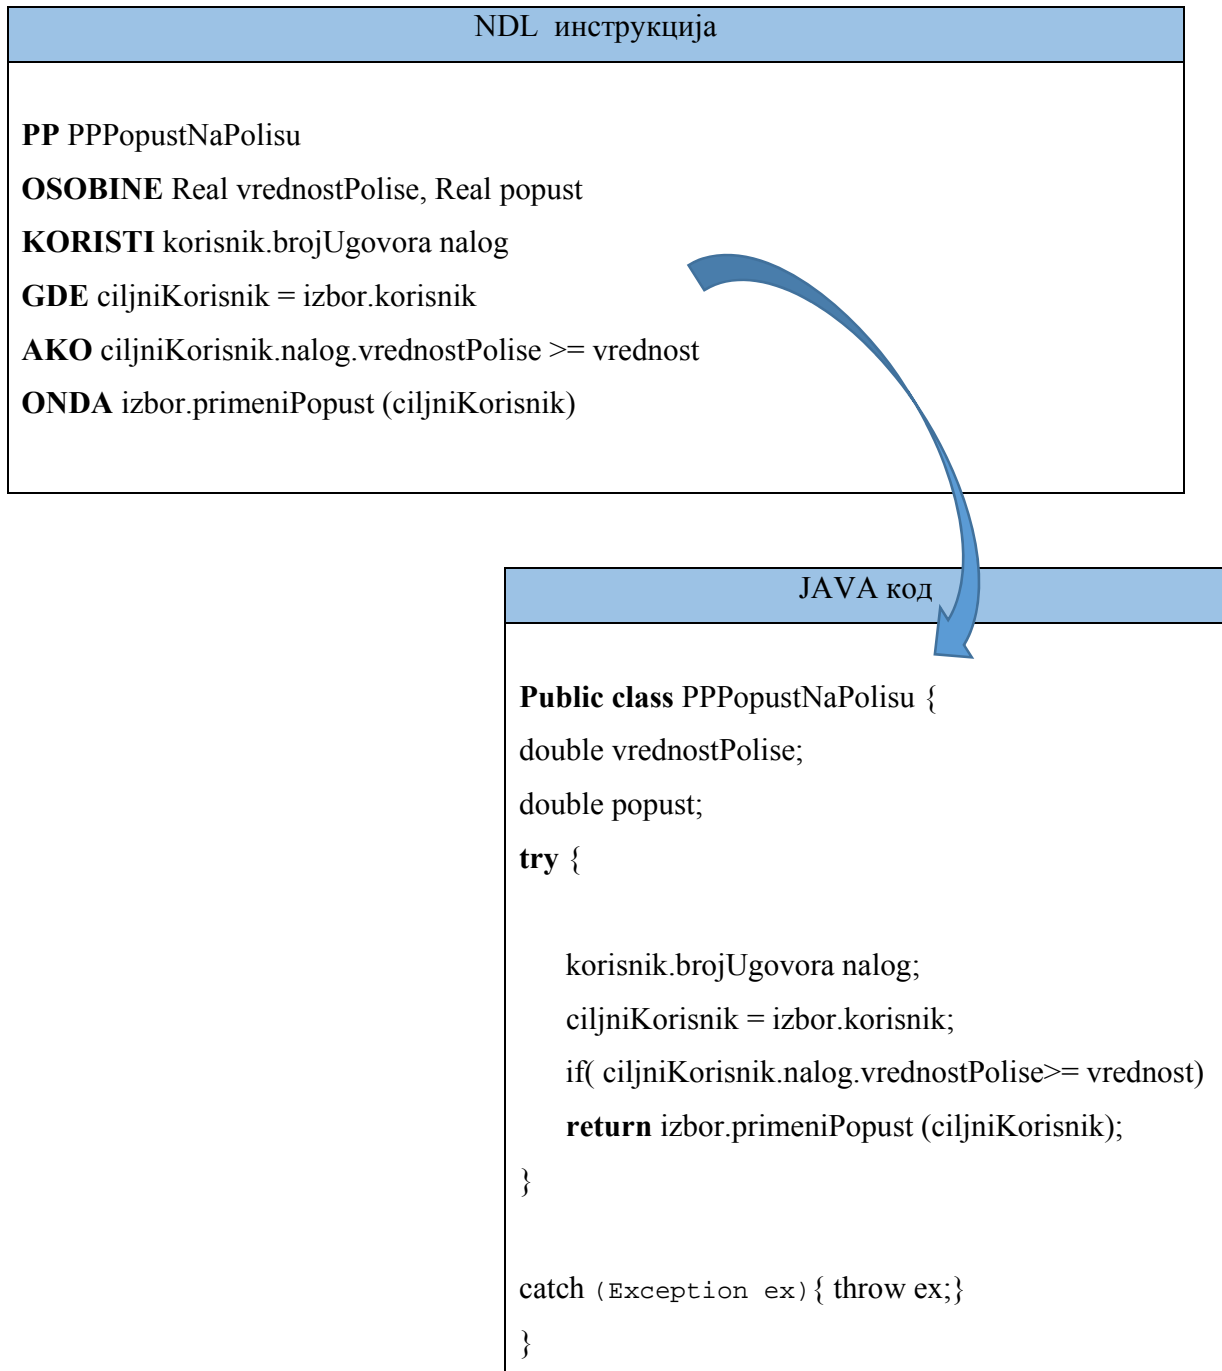 NDL инструкција
PP PPPopustNaPolisu
OSOBINE Real vrednostPolise, Real popust
KORISTI korisnik.brojUgovora nalog
GDE ciljniKorisnik = izbor.korisnik
AKO ciljniKorisnik.nalog.vrednostPolise >= vrednost
ONDA izbor.primeniPopust (ciljniKorisnik)
JAVA код
Public class PPPopustNaPolisu {
double vrednostPolise;
double popust;
try {
korisnik.brojUgovora nalog;
ciljniKorisnik = izbor.korisnik;
if( ciljniKorisnik.nalog.vrednostPolise>= vrednost)
return izbor.primeniPopust (ciljniKorisnik);
}
catch (Exception ex){ throw ex;}
}